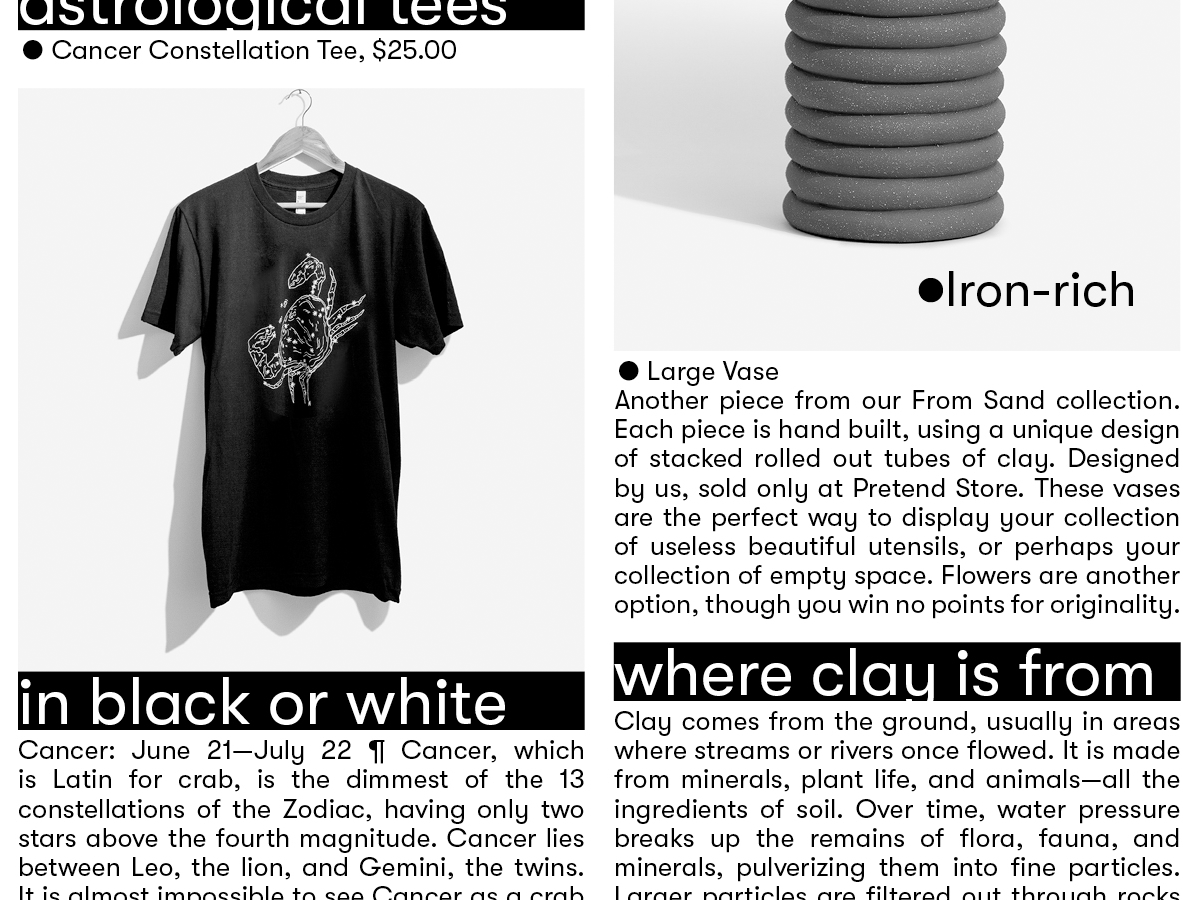 astrological tees
● Cancer Constellation Tee, $25.00
in black or white
Cancer: June 21—July 22 ¶ Cancer, which
is Latin for crab, is the dimmest of the 13
constellations of the Zodiac, having only two
stars above the fourth magnitude. Cancer lies
between Leo, the lion, and Gemini, the twins.
It is almost impossible to see Cancer as a crab
●Iron-rich
● Large Vase
Another piece from our From Sand collection.
Each piece is hand built, using a unique design
of stacked rolled out tubes of clay. Designed
by us, sold only at Pretend Store. These vases
are the perfect way to display your collection
of useless beautiful utensils, or perhaps your
collection of empty space. Flowers are another
option, though you win no points for originality.
where clay is from
Clay comes from the ground, usually in areas
where streams or rivers once flowed. It is made
from minerals, plant life, and animals—all the
ingredients of soil. Over time, water pressure
breaks up the remains of flora, fauna, and
minerals, pulverizing them into fine particles.
Larger particles are filtered out through rocks